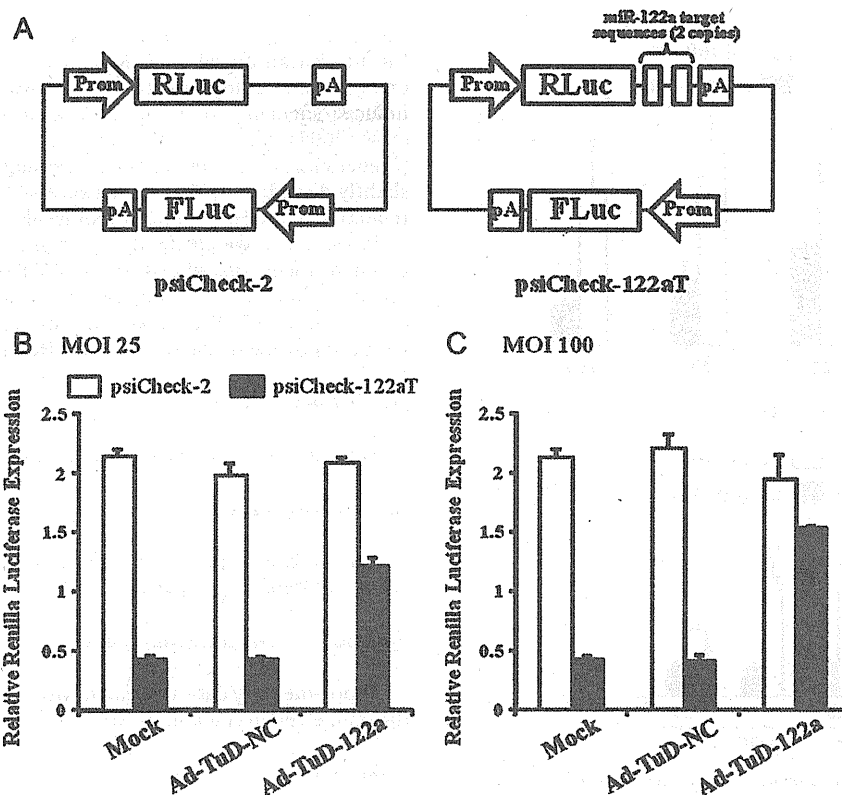 A
miR-122a target
sequences (2 copies)
Prom RLuc pA
Prom RLuc pA
pA FLuc Prom
pA FLuc Prom
psiCheck-2
psiCheck-122aT
B MOI 25
C MOI 100
psiCheck-2 psiCheck-122aT
Relative Renilla Luciferase Expression
2.5
2
1.5
1
0.5
0
Mock
Ad-TuD-NC
Ad-TuD-122a
Relative Renilla Luciferase Expression
2.5
2
1.5
1
0.5
0
Mock
Ad-TuD-NC
Ad-TuD-122a